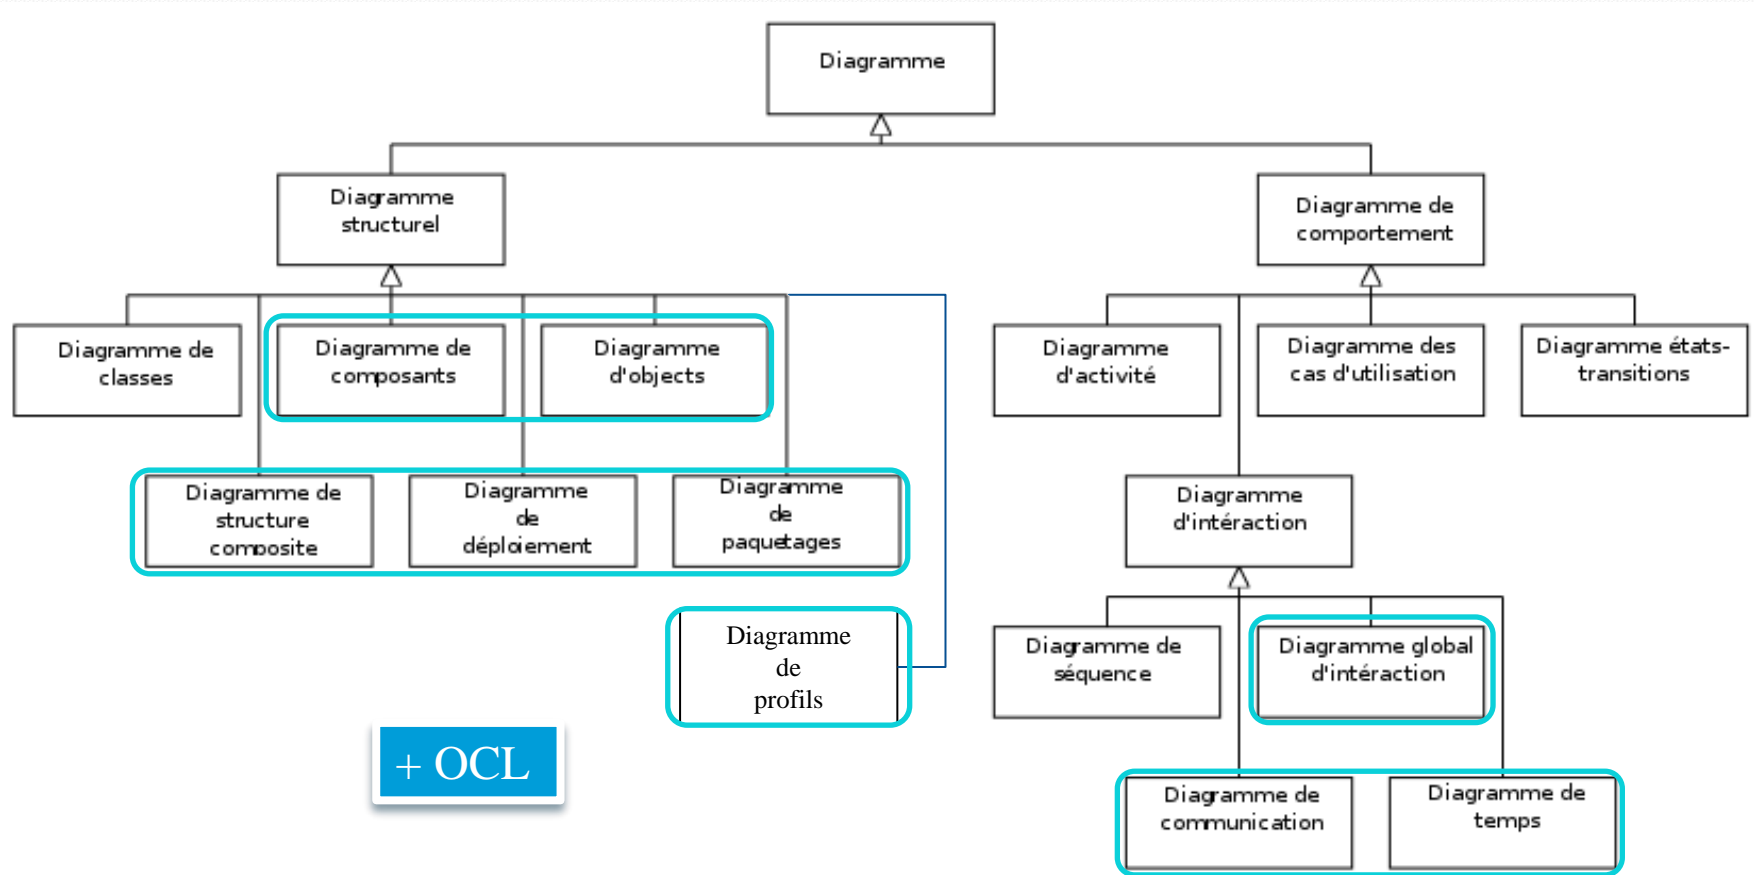 Diagramme
Diagramme
structurel
Diagramme de
comportement
Diagramme de
classes
Diagramme de
composants
Diagramme
d'objects
Diagramme
d'activité
Diagramme des
cas d'utilisation
Diagramme états-
transitions
Diagramme de
structure
composite
Diagramme
de
déploiement
Diagramme
de
paquetages
Diagramme
d'intéraction
Diagramme
de
profils
Diagramme de
séquence
Diagramme global
d'intéraction
+ OCL
Diagramme de
communication
Diagramme de
temps